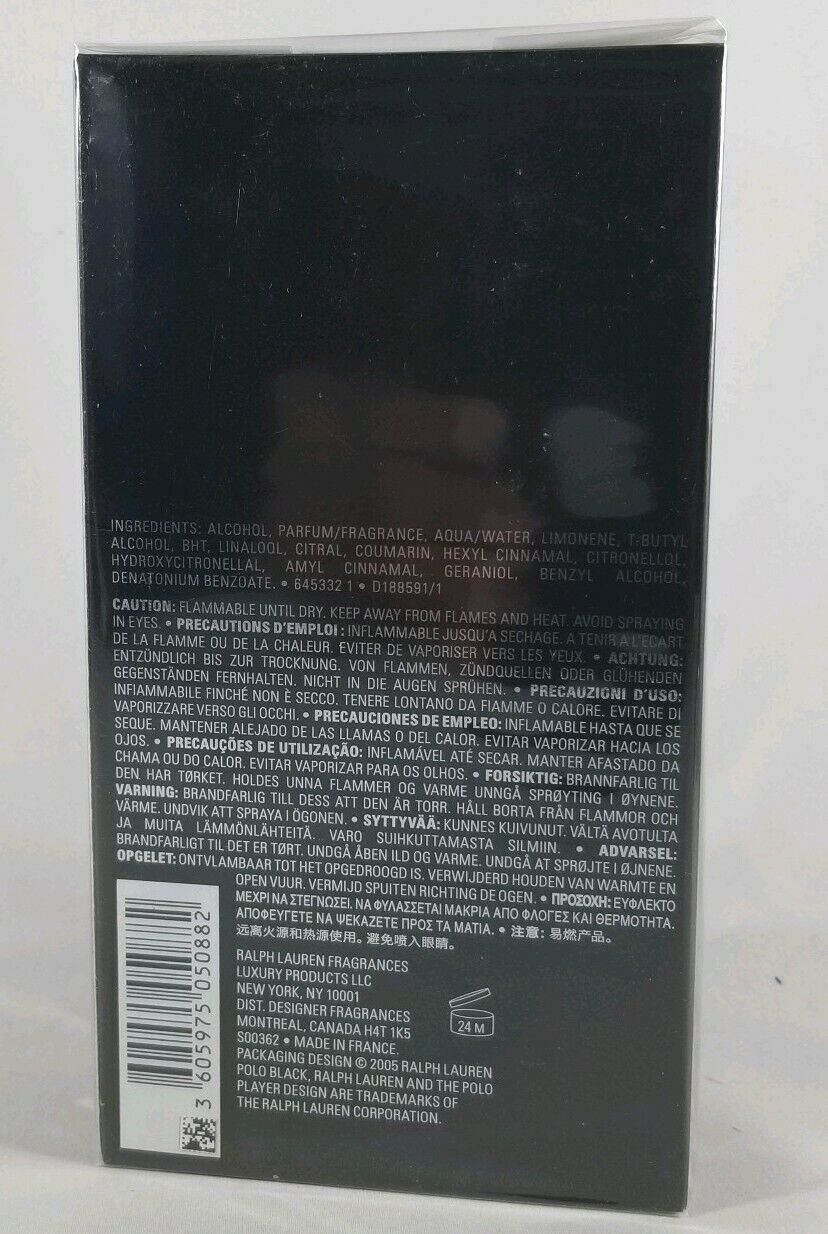 INGREDIENTS: ALCOHOL, PARFUM/FRAGRANCE, AQUA/WATER, LIMONENE, T-BUTYL
ALCOHOL, BHT, LINALOOL, CITRAL, COUMARIN, HEXYL CINNAMAL, CITRONELLOL,
HYDROXYCITRONELLAL, AMYL CINNAMAL, GERANIOL, BENZYL ALCOHOL,
DENATONIUM BENZOATE. • 645332 1 • D188591/1
CAUTION: FLAMMABLE UNTIL DRY. KEEP AWAY FROM FLAMES AND HEAT. AVOID SPRAYING
IN EYES. • PRECAUTIONS D'EMPLOI : INFLAMMABLE JUSQU'A SECHAGE. A TENIR A L'ECART
DE LA FLAMME OU DE LA CHALEUR. EVITER DE VAPORISER VERS LES YEUX. • ACHTUNG:
ENTZÜNDLICH BIS ZUR TROCKNUNG. VON FLAMMEN, ZÜNDQUELLEN ODER GLÜHENDEN
GEGENSTÄNDEN FERNHALTEN. NICHT IN DIE AUGEN SPRÜHEN. • PRECAUZIONI D'USO:
INFIAMMABILE FINCHÉ NON È SECCO. TENERE LONTANO DA FIAMME O CALORE. EVITARE DI
VAPORIZZARE VERSO GLI OCCHI. • PRECAUCIONES DE EMPLEO: INFLAMABLE HASTA QUE SE
SEQUE. MANTENER ALEJADO DE LAS LLAMAS O DEL CALOR. EVITAR VAPORIZAR HACIA LOS
OJOS. • PRECAUÇÕES DE UTILIZAÇÃO: INFLAMÁVEL ATÉ SECAR. MANTER AFASTADO DA
CHAMA OU DO CALOR. EVITAR VAPORIZAR PARA OS OLHOS. • FORSIKTIG: BRANNFARLIG TIL
DEN HAR TØRKET. HOLDES UNNA FLAMMER OG VARME UNNGÅ SPRØYTING I ØYNENE.
VARNING: BRANDFARLIG TILL DESS ATT DEN ÄR TORR. HÅLL BORTA FRÅN FLAMMOR OCH
VÄRME. UNDVIK ATT SPRAYA I ÖGONEN. • SYTTYVÄÄ: KUNNES KUIVUNUT. VÄLTÄ AVOTULTA
JA MUITA LÄMMÖNLÄHTEITÄ. VARO SUIHKUTTAMASTA SILMIIN. • ADVARSEL:
BRANDFARLIGT TIL DET ER TØRT. UNDGÅ ÅBEN ILD OG VARME. UNDGÅ AT SPRØJTE I ØJNENE.
OPGELET: ONTVLAMBAAR TOT HET OPGEDROOGD IS. VERWIJDERD HOUDEN VAN WARMTE EN
OPEN VUUR. VERMIJD SPUITEN RICHTING DE OGEN. • ΠΡΟΣΟΧΗ: ΕΥΦΛΕΚΤΟ
ΜΕΧΡΙ ΝΑ ΣΤΕΓΝΩΣΕΙ. ΝΑ ΦΥΛΑΣΣΕΤΑΙ ΜΑΚΡΙΑ ΑΠΟ ΦΛΟΓΕΣ ΚΑΙ ΘΕΡΜΟΤΗΤΑ.
ΑΠΟΦΕΥΓΕΤΕ ΝΑ ΨΕΚΑΖΕΤΕ ΠΡΟΣ ΤΑ ΜΑΤΙΑ. • 注意: 易燃产品。
远离火源和热源使用。避免喷入眼睛。
RALPH LAUREN FRAGRANCES
LUXURY PRODUCTS LLC
NEW YORK, NY 10001
DIST. DESIGNER FRAGRANCES
MONTREAL, CANADA H4T 1K5
S00362 • MADE IN FRANCE.
PACKAGING DESIGN © 2005 RALPH LAUREN
POLO BLACK, RALPH LAUREN AND THE POLO
PLAYER DESIGN ARE TRADEMARKS OF
THE RALPH LAUREN CORPORATION.
24 M
3 605975 050882